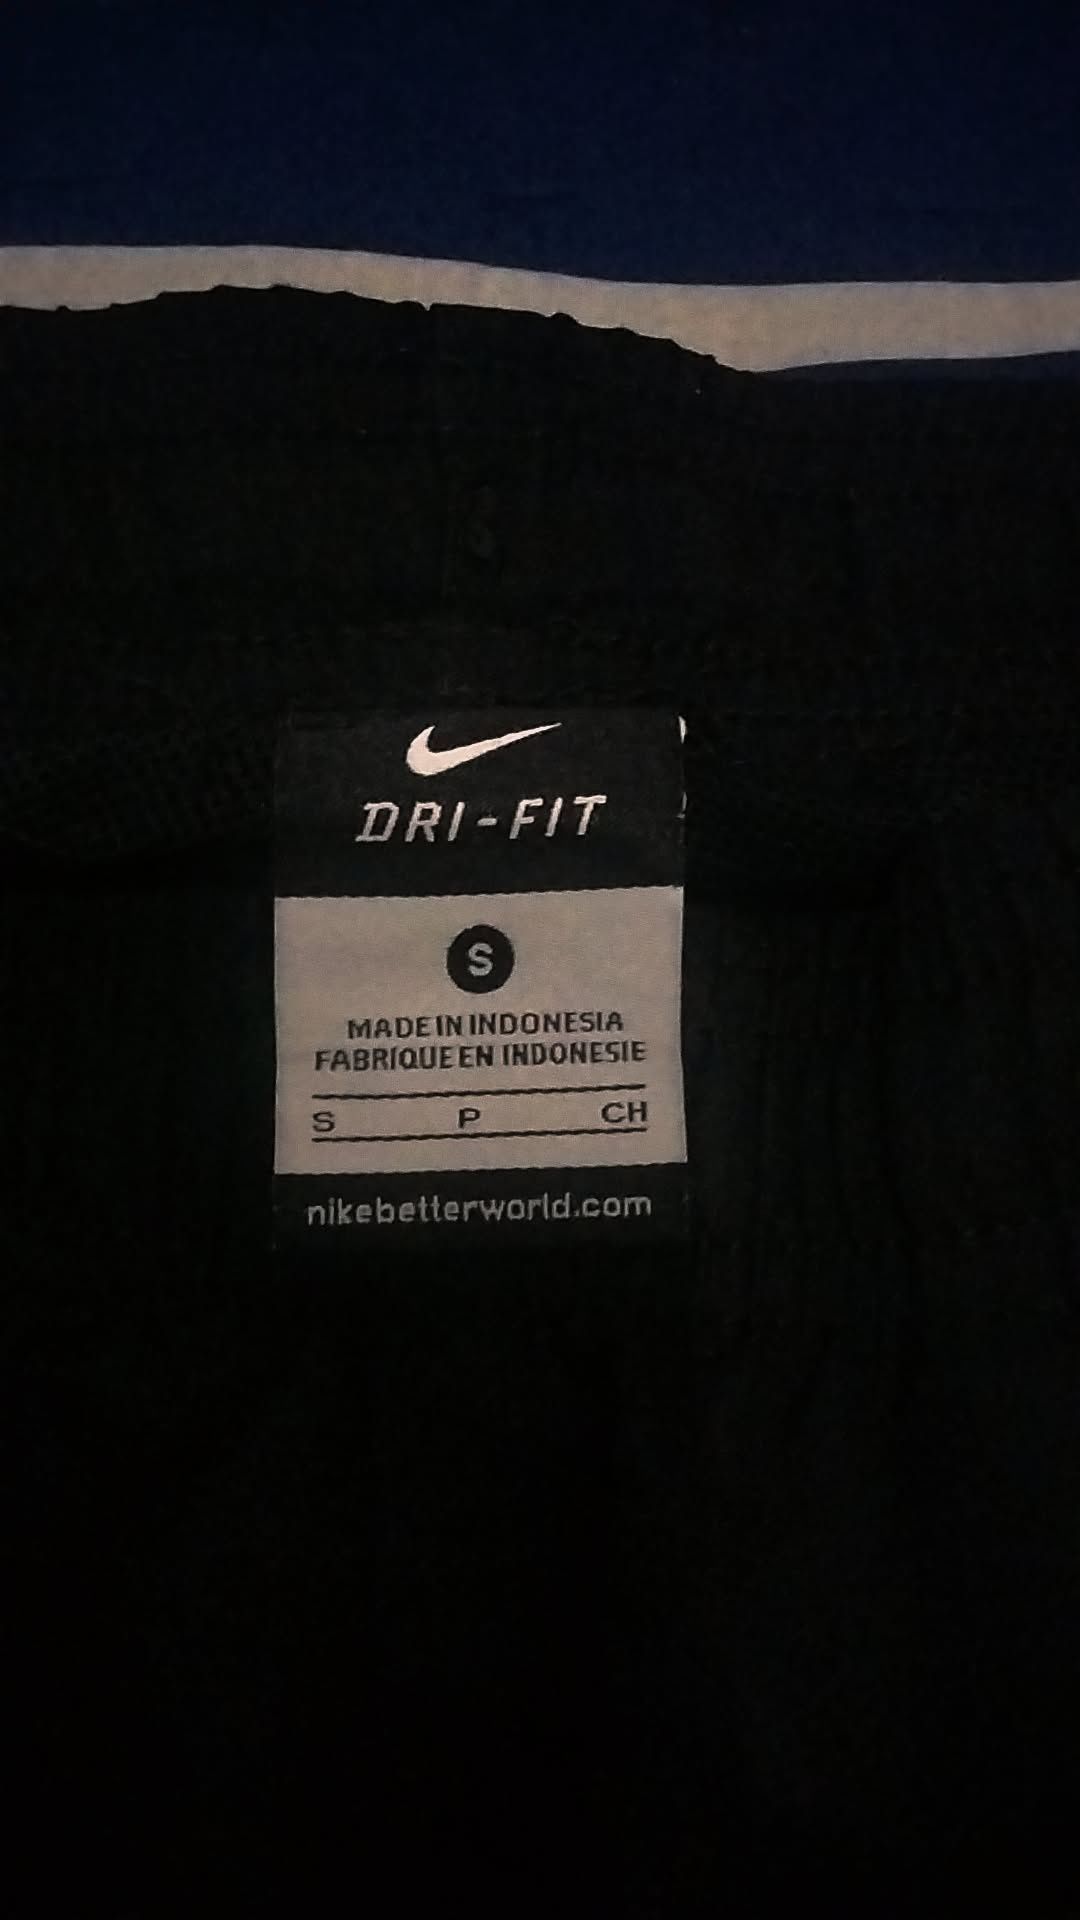 DRI-FIT
S
MADE IN INDONESIA
FABRIQUE EN INDONESIE
S P CH
nikebetterworld.com